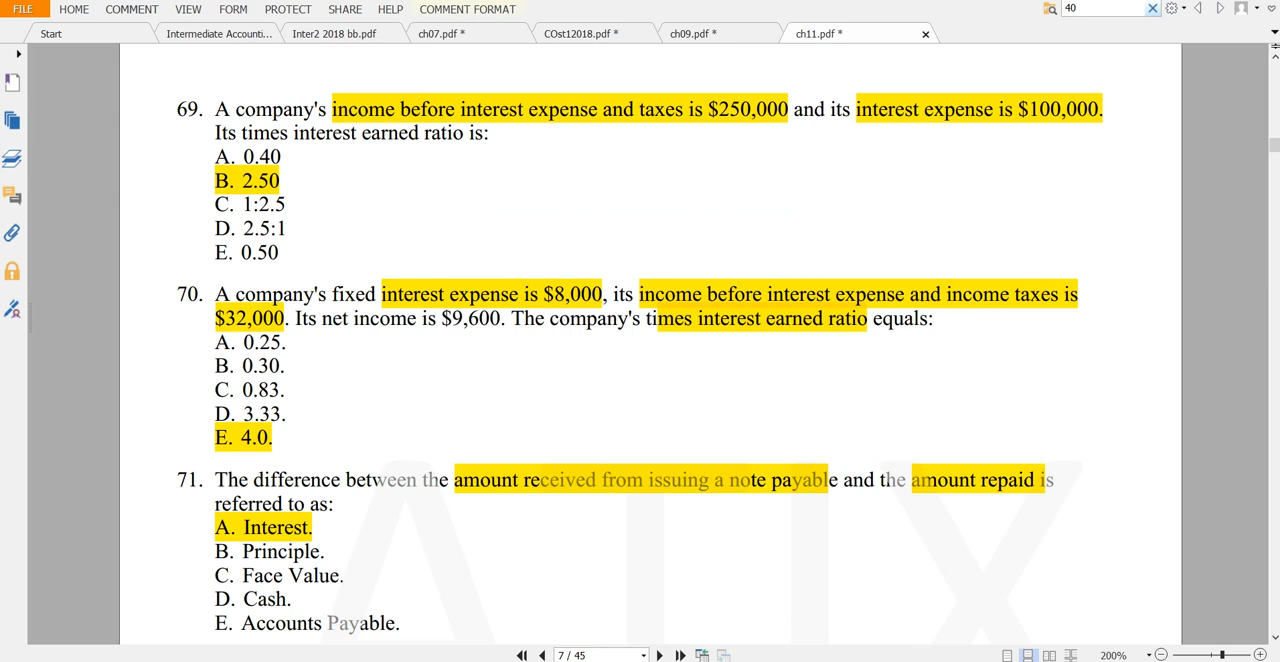 FILE HOME COMMENT VIEW FORM PROTECT SHARE HELP COMMENT FORMAT 40
Start Intermediate Accounti... Inter2 2018 bb.pdf ch07.pdf * COst12018.pdf * ch09.pdf * ch11.pdf *
69. A company's income before interest expense and taxes is $250,000 and its interest expense is $100,000.
Its times interest earned ratio is:
A. 0.40
B. 2.50
C. 1:2.5
D. 2.5:1
E. 0.50
70. A company's fixed interest expense is $8,000, its income before interest expense and income taxes is
$32,000. Its net income is $9,600. The company's times interest earned ratio equals:
A. 0.25.
B. 0.30.
C. 0.83.
D. 3.33.
E. 4.0.
71. The difference between the amount received from issuing a note payable and the amount repaid is
referred to as:
A. Interest.
B. Principle.
C. Face Value.
D. Cash.
E. Accounts Payable.
7 / 45 200%